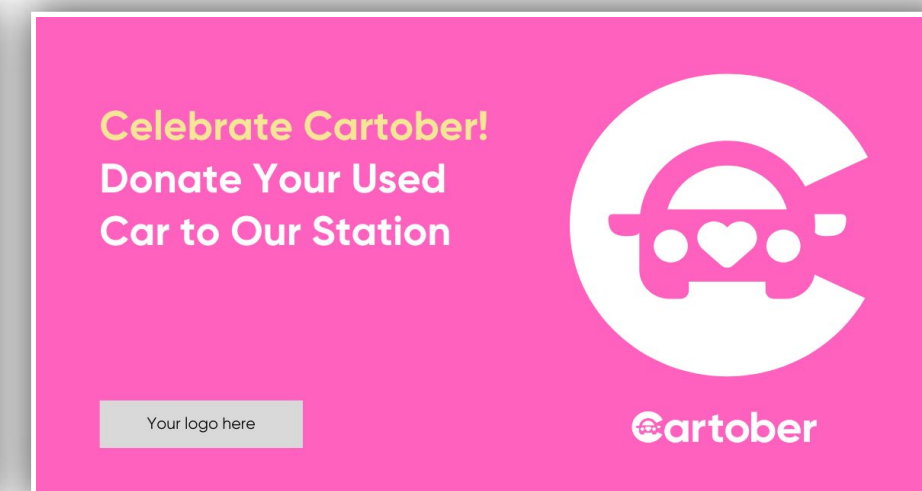 Celebrate Cartober!
Donate Your Used
Car to Our Station
Your logo here
Cartober